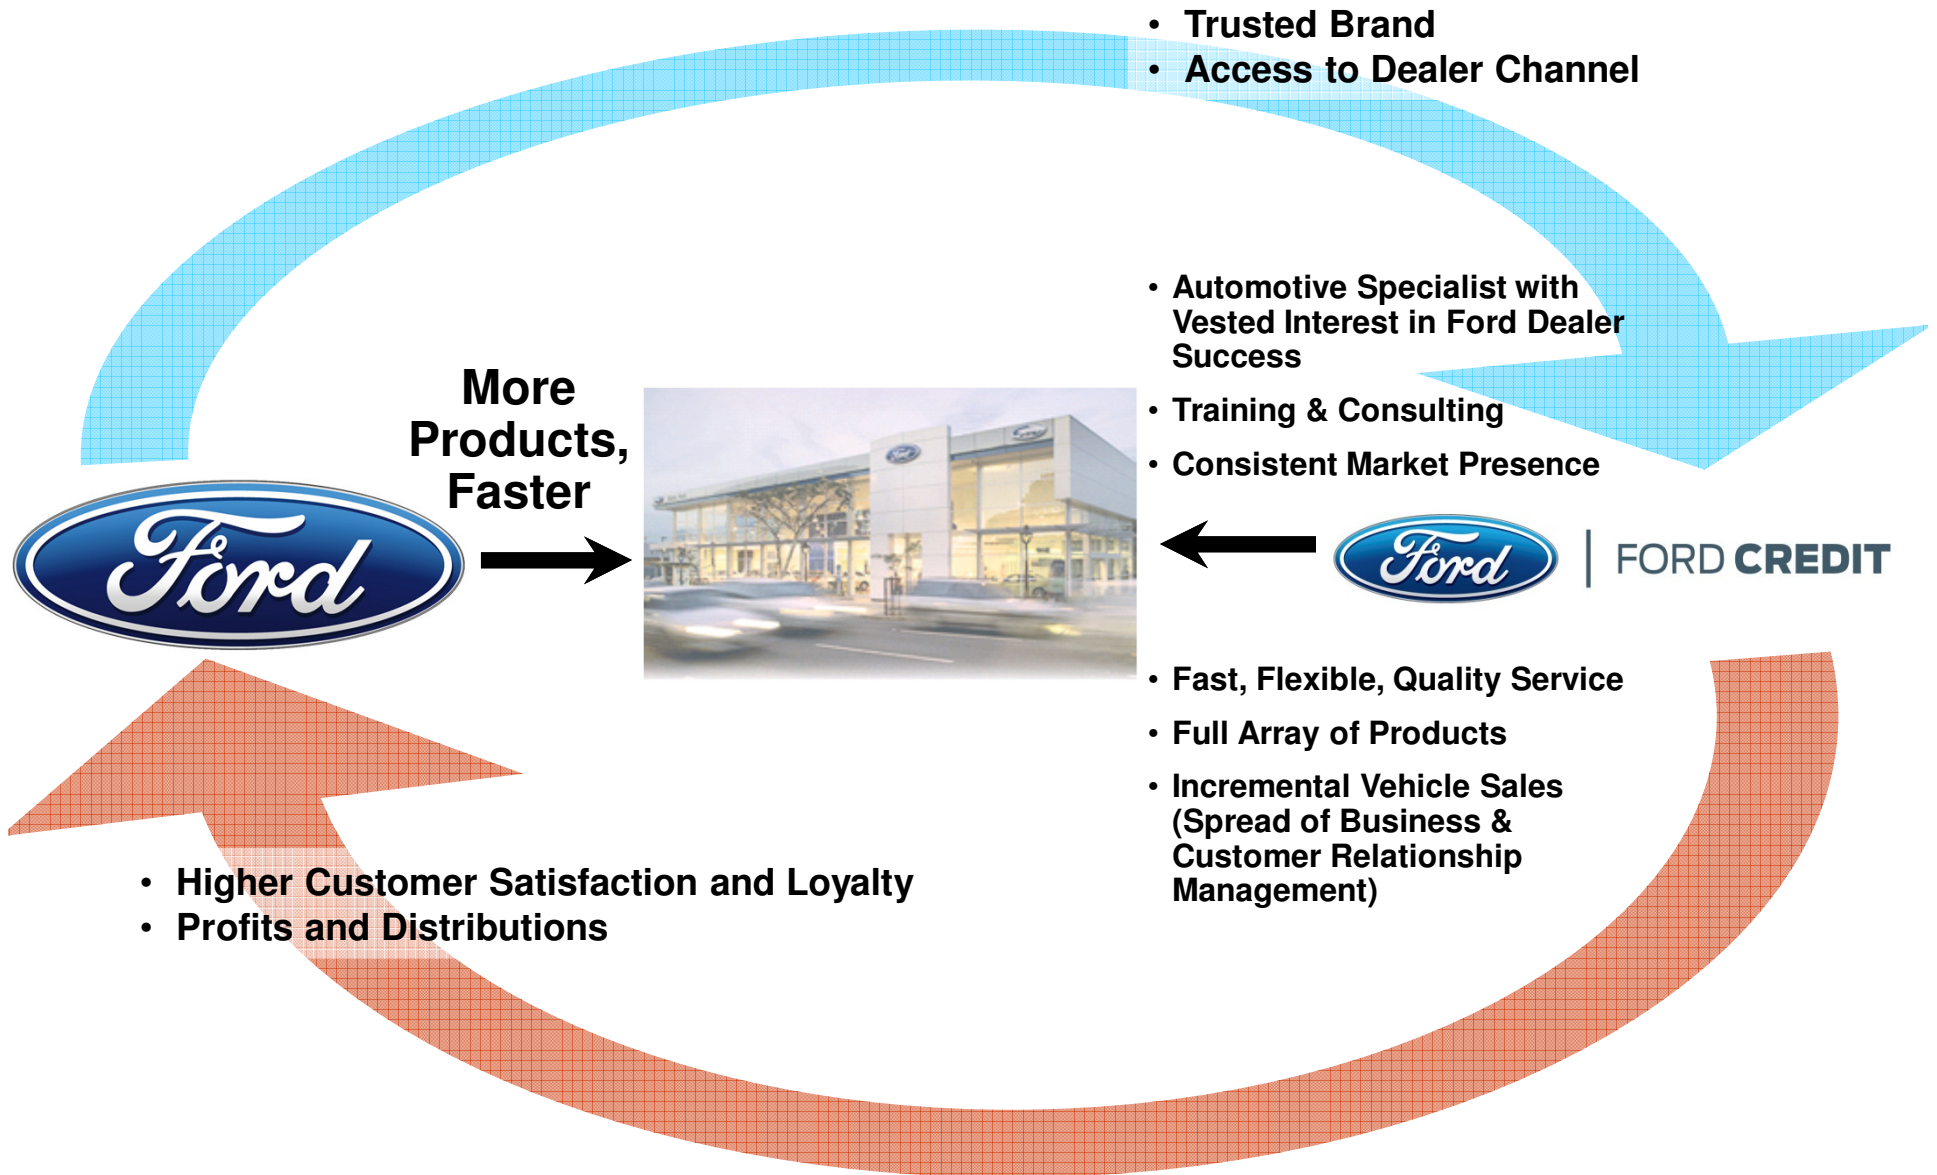 • Trusted Brand
• Access to Dealer Channel
• Automotive Specialist with
Vested Interest in Ford Dealer
Success
• Training & Consulting
• Consistent Market Presence
More
Products,
Faster
Ford
Ford
Ford | FORD CREDIT
• Fast, Flexible, Quality Service
• Full Array of Products
• Incremental Vehicle Sales
(Spread of Business &
Customer Relationship
Management)
• Higher Customer Satisfaction and Loyalty
• Profits and Distributions